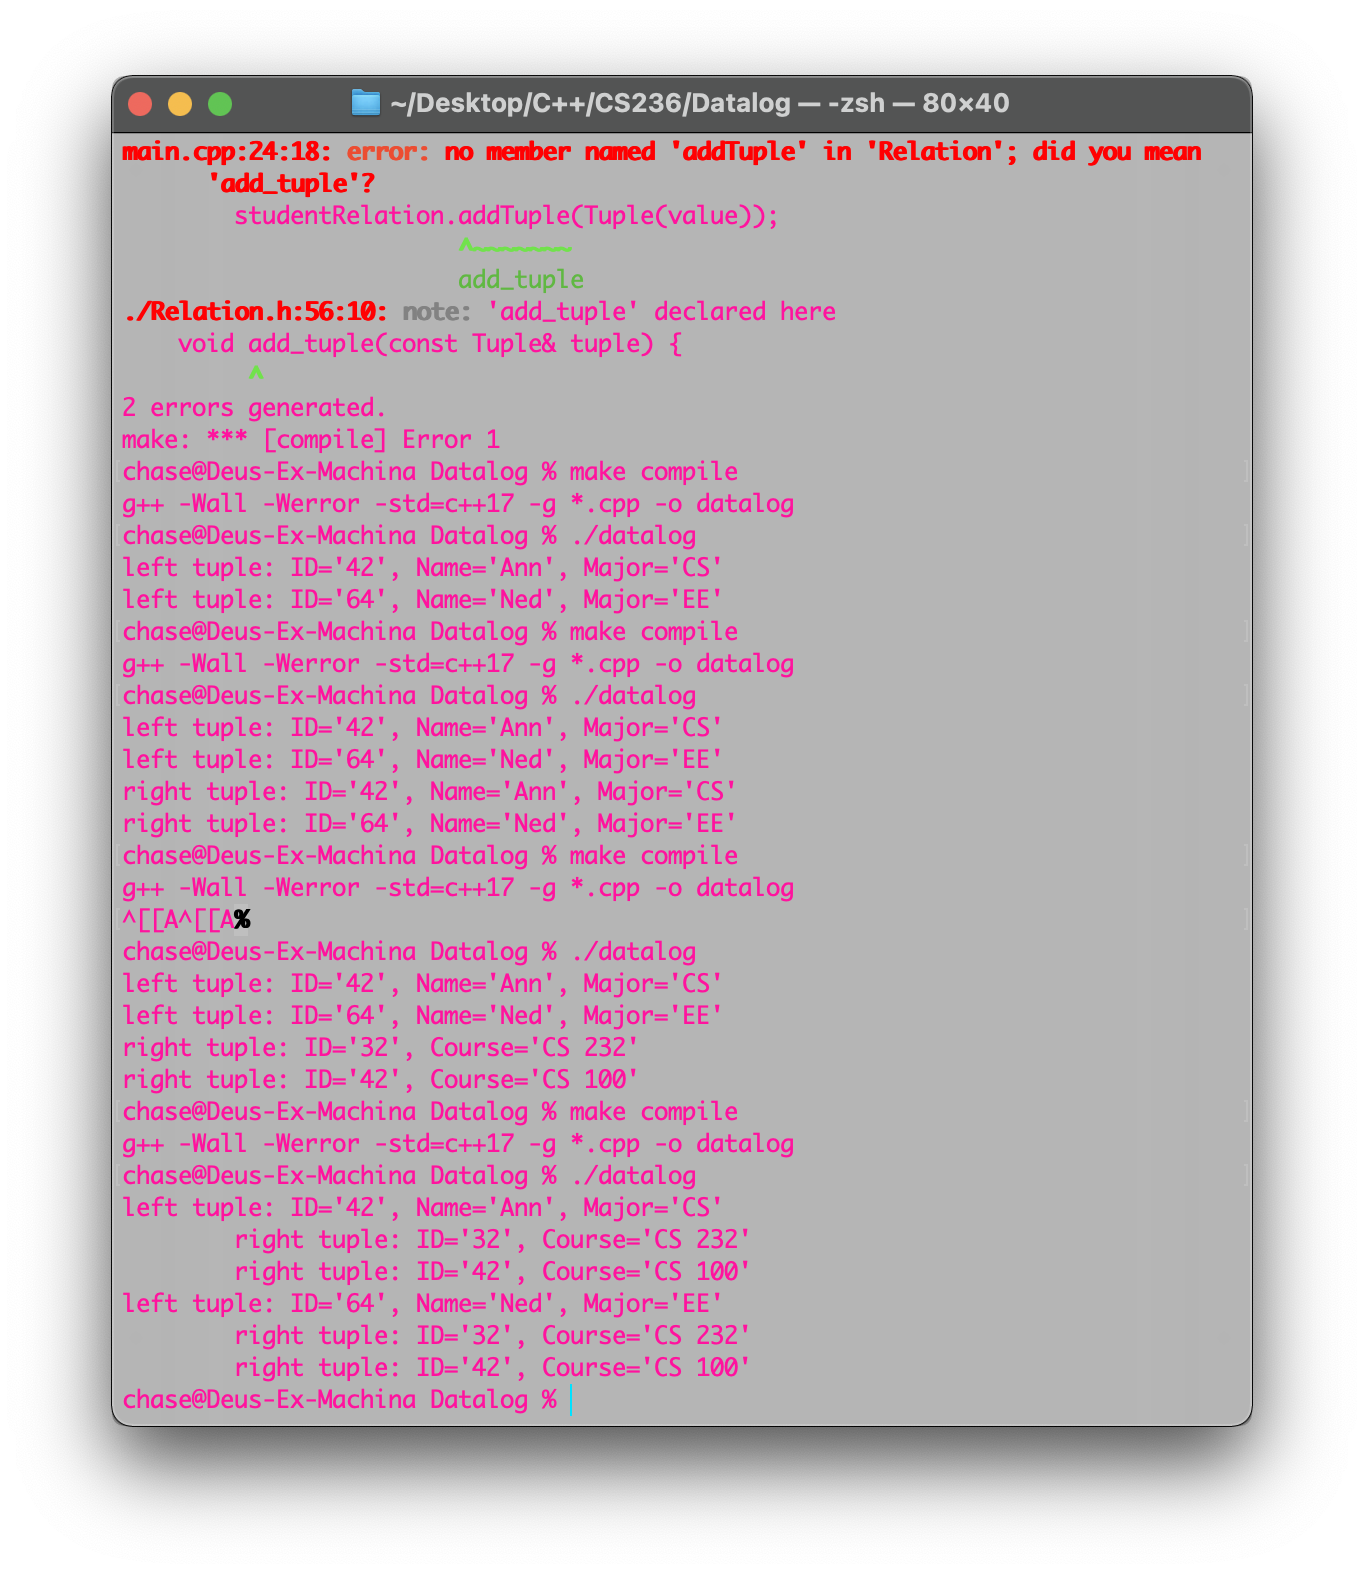 ~/Desktop/C++/CS236/Datalog — -zsh — 80×40
main.cpp:24:18: error: no member named 'addTuple' in 'Relation'; did you mean
      'add_tuple'?
        studentRelation.addTuple(Tuple(value));
                        ^~~~~~~~
                        add_tuple
./Relation.h:56:10: note: 'add_tuple' declared here
    void add_tuple(const Tuple& tuple) {
         ^
2 errors generated.
make: *** [compile] Error 1
chase@Deus-Ex-Machina Datalog % make compile
g++ -Wall -Werror -std=c++17 -g *.cpp -o datalog
chase@Deus-Ex-Machina Datalog % ./datalog
left tuple: ID='42', Name='Ann', Major='CS'
left tuple: ID='64', Name='Ned', Major='EE'
chase@Deus-Ex-Machina Datalog % make compile
g++ -Wall -Werror -std=c++17 -g *.cpp -o datalog
chase@Deus-Ex-Machina Datalog % ./datalog
left tuple: ID='42', Name='Ann', Major='CS'
left tuple: ID='64', Name='Ned', Major='EE'
right tuple: ID='42', Name='Ann', Major='CS'
right tuple: ID='64', Name='Ned', Major='EE'
chase@Deus-Ex-Machina Datalog % make compile
g++ -Wall -Werror -std=c++17 -g *.cpp -o datalog
^[[A^[[A%
chase@Deus-Ex-Machina Datalog % ./datalog
left tuple: ID='42', Name='Ann', Major='CS'
left tuple: ID='64', Name='Ned', Major='EE'
right tuple: ID='32', Course='CS 232'
right tuple: ID='42', Course='CS 100'
chase@Deus-Ex-Machina Datalog % make compile
g++ -Wall -Werror -std=c++17 -g *.cpp -o datalog
chase@Deus-Ex-Machina Datalog % ./datalog
left tuple: ID='42', Name='Ann', Major='CS'
        right tuple: ID='32', Course='CS 232'
        right tuple: ID='42', Course='CS 100'
left tuple: ID='64', Name='Ned', Major='EE'
        right tuple: ID='32', Course='CS 232'
        right tuple: ID='42', Course='CS 100'
chase@Deus-Ex-Machina Datalog %